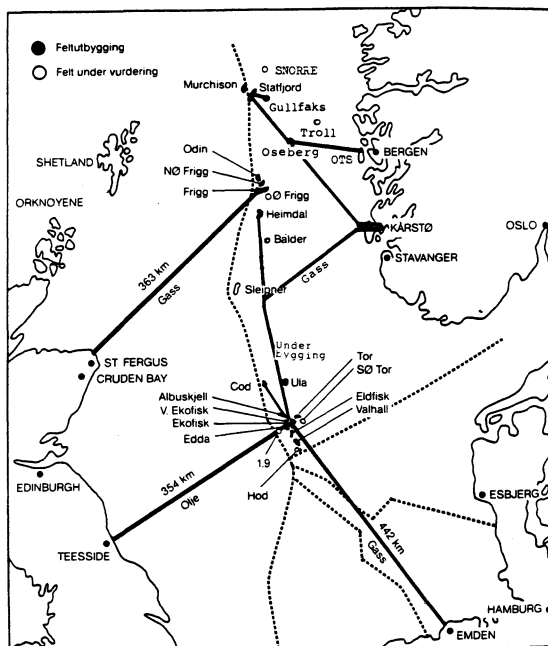 Feltutbygging
Felt under vurdering
SNORRE
Murchison
Statfjord
Gullfaks
Troll
Oseberg
OTS
BERGEN
SHETLAND
Odin
NØ Frigg
Frigg
ØØ Frigg
ORKNØYENE
Heimdal
KÅRSTØ
OSLO
Balder
STAVANGER
363 km
Gass
Gass
Sleipner
Under
bygging
ST FERGUS
CRUDEN BAY
Cod
Ula
Tor
SØ Tor
Albuskjell
V. Ekofisk
Ekofisk
Edda
Eldfisk
Valhall
1.9
Hod
EDINBURGH
354 km
Olje
TEESSIDE
442 km
Gass
ESBJERG
HAMBURG
EMDEN